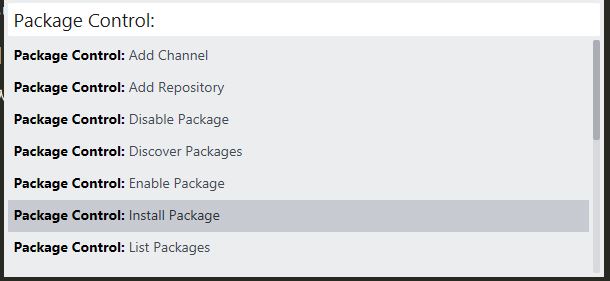 Package Control:
Package Control: Add Channel
Package Control: Add Repository
Package Control: Disable Package
Package Control: Discover Packages
Package Control: Enable Package
Package Control: Install Package
Package Control: List Packages